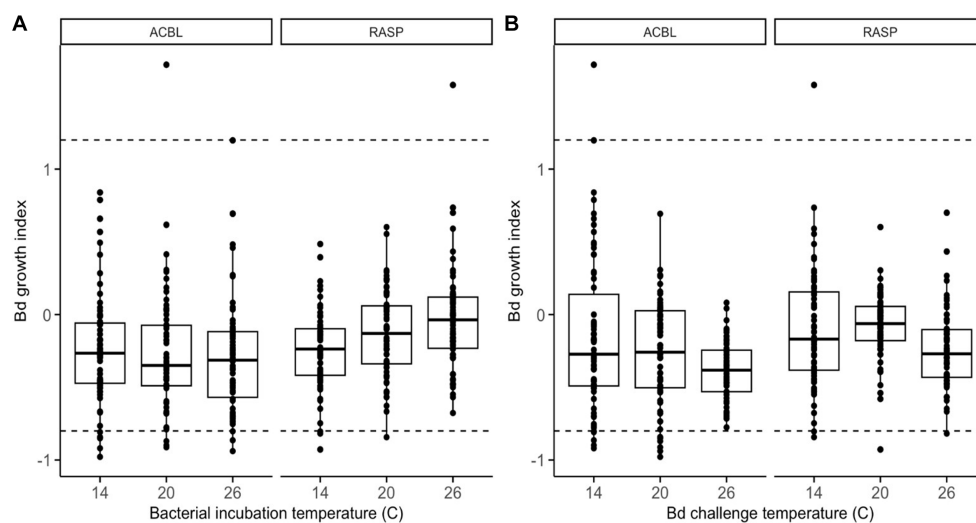 A
ACBL
RASP
Bd growth index
1
0
-1
14
20
26
14
20
26
Bacterial incubation temperature (C)
B
ACBL
RASP
Bd growth index
1
0
-1
14
20
26
14
20
26
Bd challenge temperature (C)